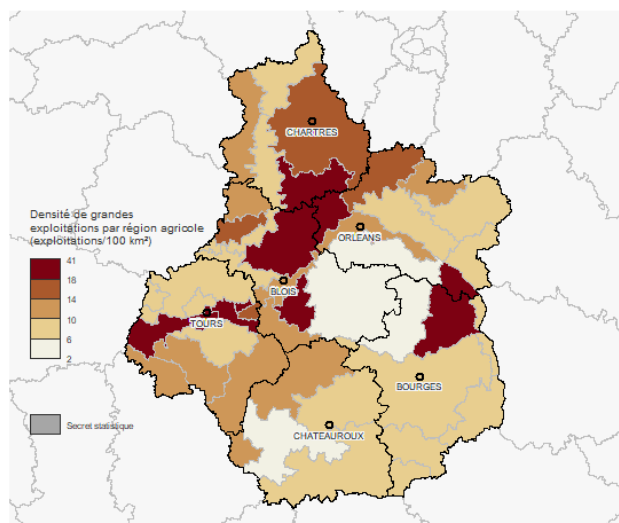 CHARTRES
Densité de grandes
exploitations par région agricole
(exploitations/100 km²)
ORLEANS
41
18
14
10
6
2
BLOIS
TOURS
BOURGES
Secret statistique
CHATEAUROUX